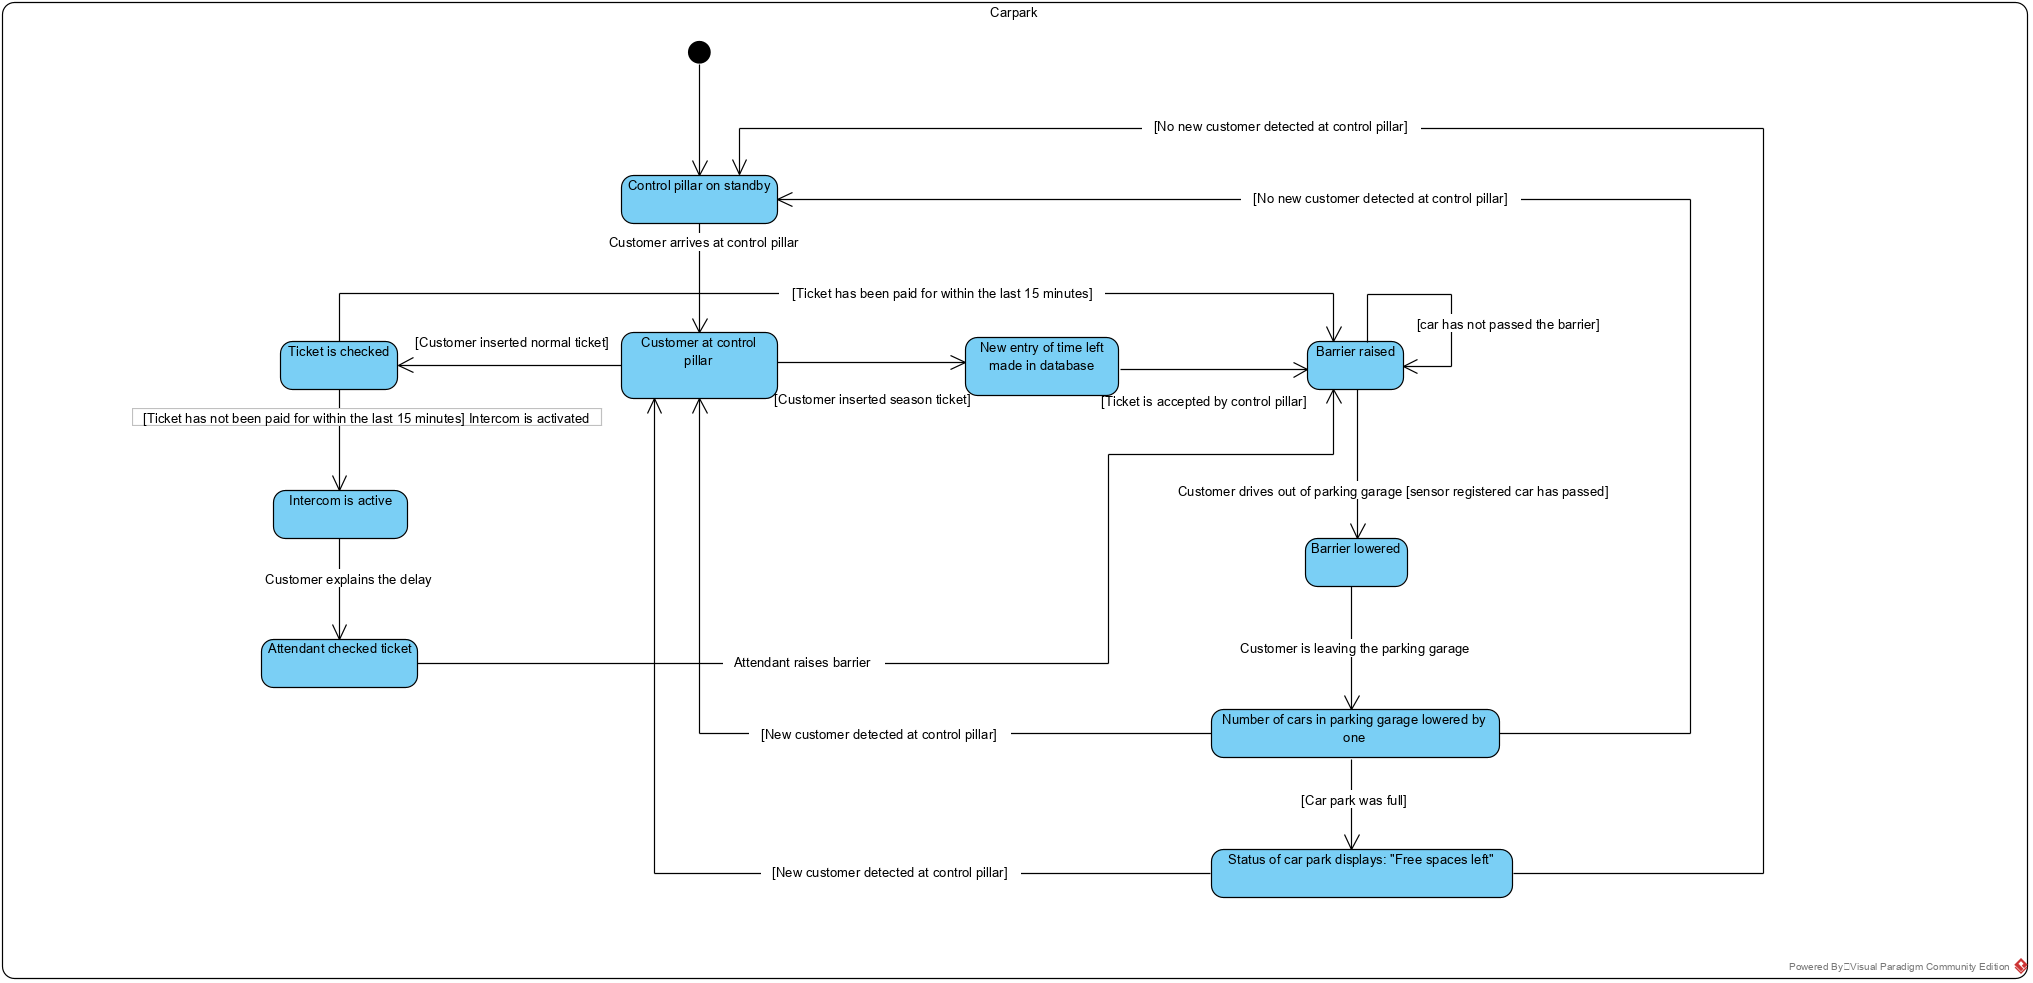 Carpark
[No new customer detected at control pillar]
Control pillar on standby
[No new customer detected at control pillar]
Customer arrives at control pillar
[Ticket has been paid for within the last 15 minutes]
[car has not passed the barrier]
[Customer inserted normal ticket]
Ticket is checked
Customer at control
pillar
New entry of time left
made in database
Barrier raised
[Customer inserted season ticket]
[Ticket is accepted by control pillar]
[Ticket has not been paid for within the last 15 minutes] Intercom is activated
Customer drives out of parking garage [sensor registered car has passed]
Intercom is active
Barrier lowered
Customer explains the delay
Attendant checked ticket
Customer is leaving the parking garage
Attendant raises barrier
Number of cars in parking garage lowered by
one
[New customer detected at control pillar]
[Car park was full]
Status of car park displays: "Free spaces left"
[New customer detected at control pillar]
Powered By Visual Paradigm Community Edition